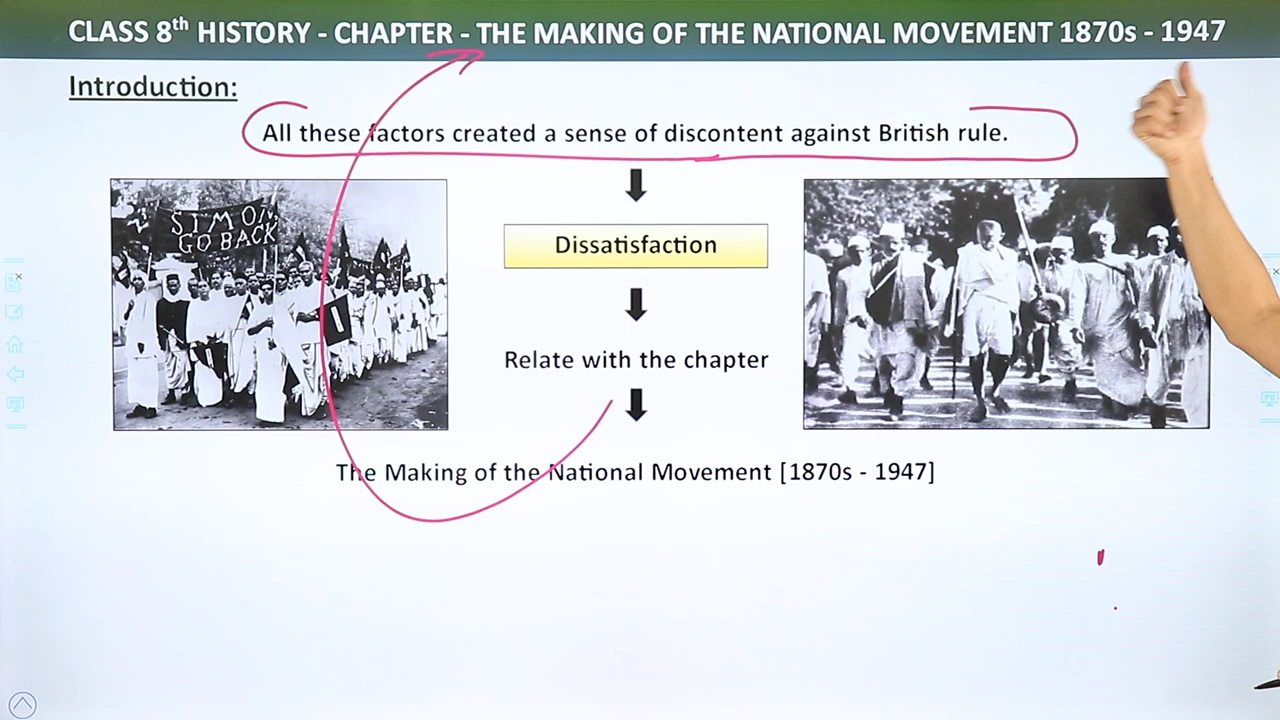 CLASS 8th HISTORY - CHAPTER - THE MAKING OF THE NATIONAL MOVEMENT 1870s - 1947
Introduction:
All these factors created a sense of discontent against British rule.
SIMON
GO BACK
Dissatisfaction
Relate with the chapter
The Making of the National Movement [1870s - 1947]